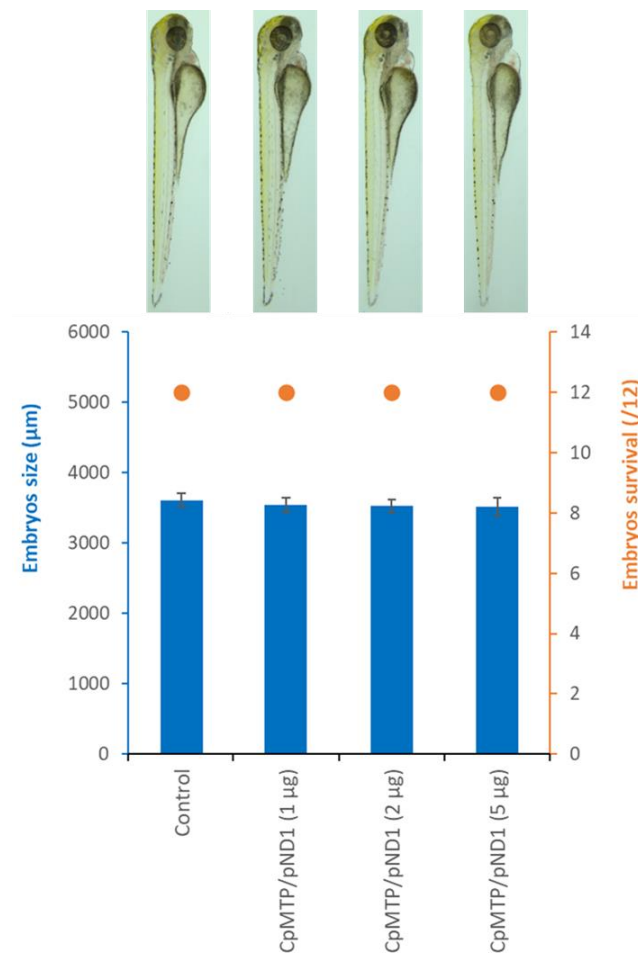 6000
5000
4000
3000
2000
1000
0
Embryos size (µm)
14
12
10
8
6
4
2
0
Embryos survival (/12)
Control
CpMTP/pND1 (1 µg)
CpMTP/pND1 (2 µg)
CpMTP/pND1 (5 µg)